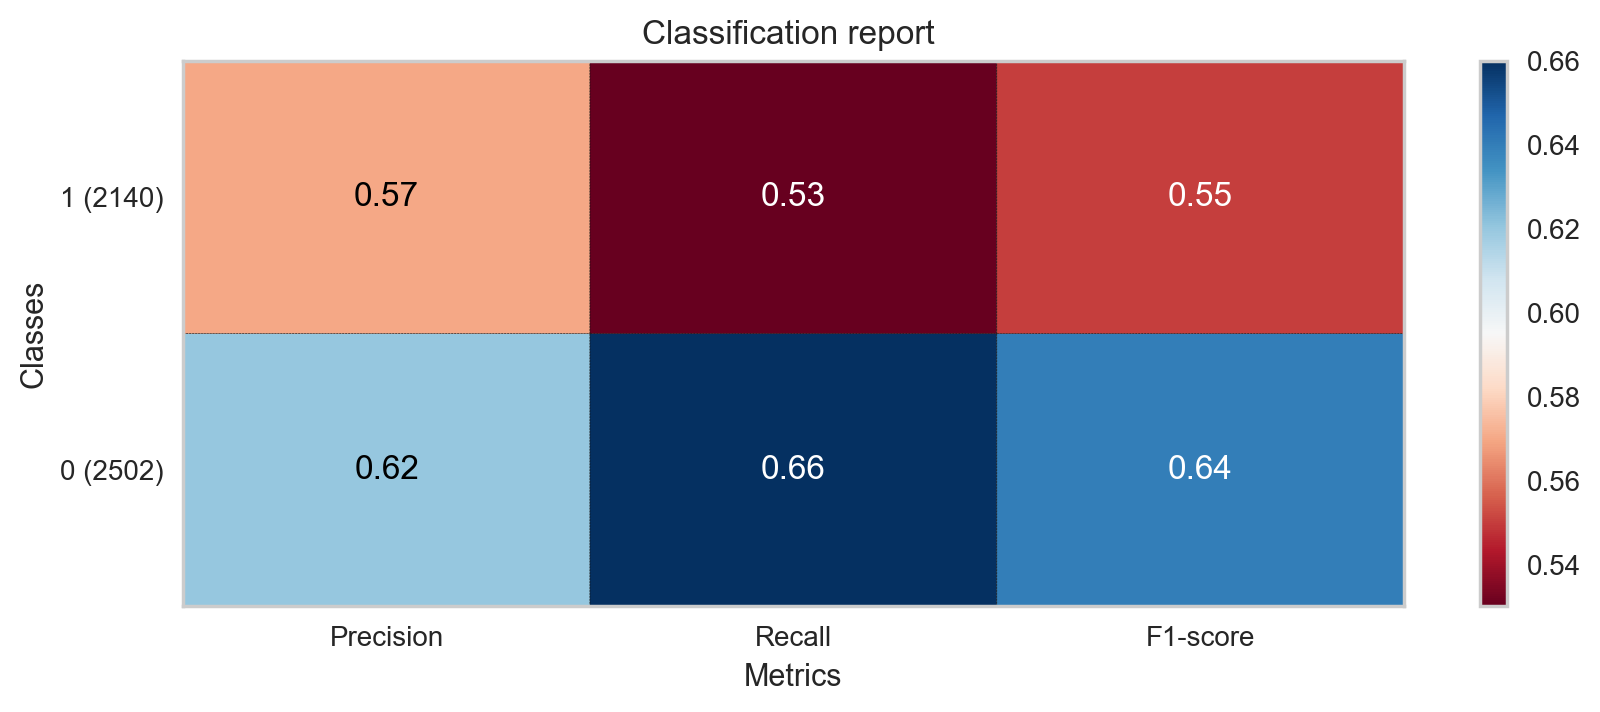 Classification report
Classes
1 (2140)
0.57 0.53 0.55
0 (2502)
0.62 0.66 0.64
Precision Recall F1-score
Metrics
0.66
0.64
0.62
0.60
0.58
0.56
0.54